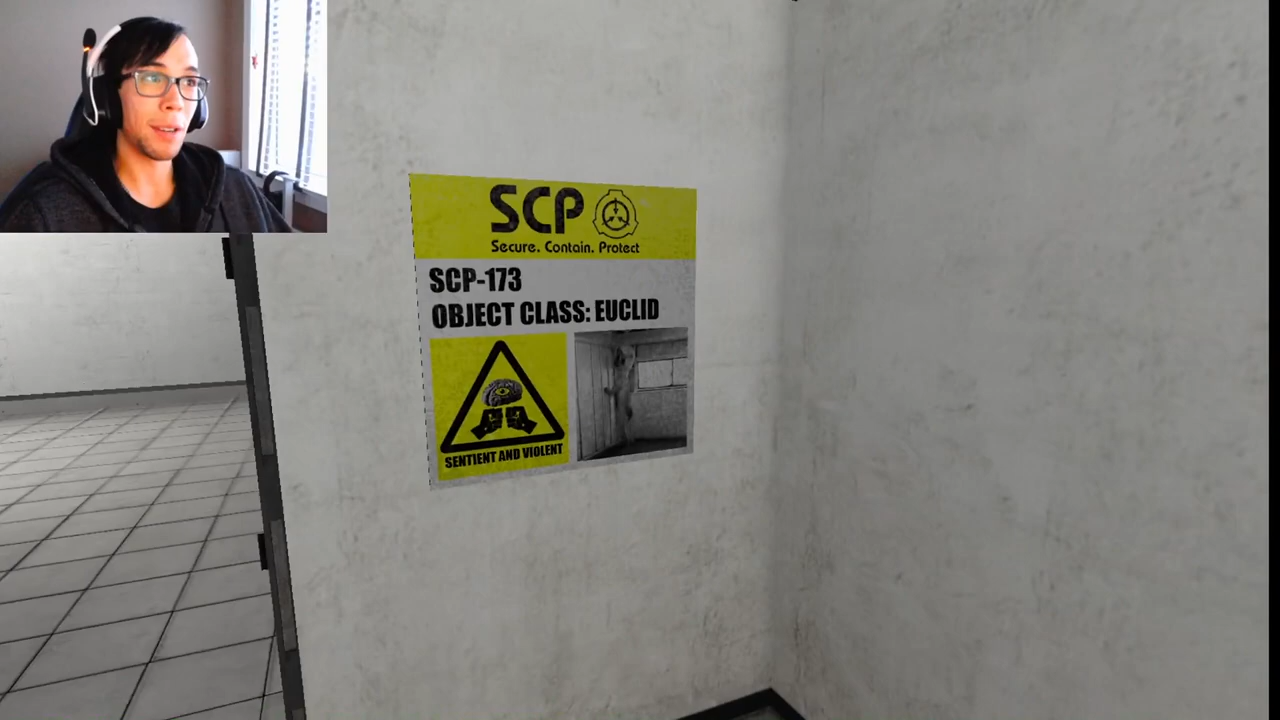 SCP
Secure. Contain. Protect
SCP-173
OBJECT CLASS: EUCLID
SENTIENT AND VIOLENT